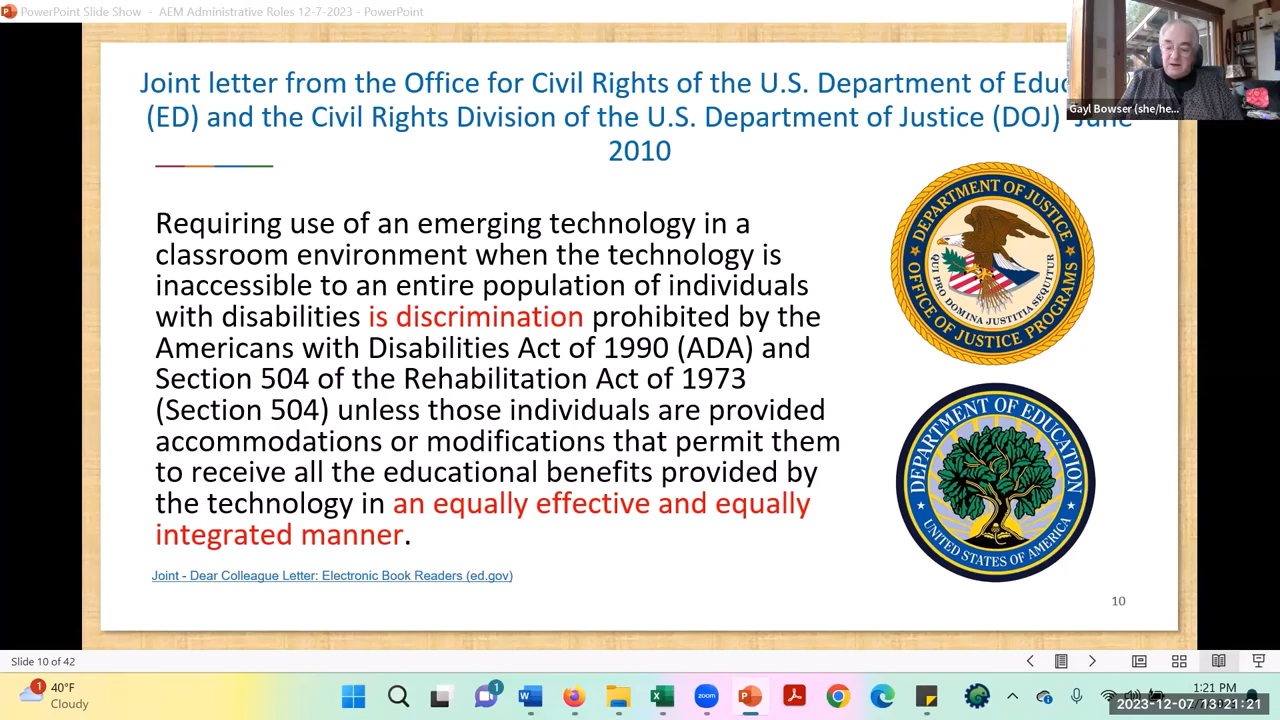 PowerPoint Slide Show - AEM Administrative Roles 12-7-2023 - PowerPoint
Gayl Bowser (she/he...
Joint letter from the Office for Civil Rights of the U.S. Department of Educ
(ED) and the Civil Rights Division of the U.S. Department of Justice (DOJ) June
2010
Requiring use of an emerging technology in a
classroom environment when the technology is
inaccessible to an entire population of individuals
with disabilities is discrimination prohibited by the
Americans with Disabilities Act of 1990 (ADA) and
Section 504 of the Rehabilitation Act of 1973
(Section 504) unless those individuals are provided
accommodations or modifications that permit them
to receive all the educational benefits provided by
the technology in an equally effective and equally
integrated manner.
DEPARTMENT OF JUSTICE
QUI PRO DOMINA JUSTITIA SEQUITUR
OFFICE OF JUSTICE PROGRAMS
DEPARTMENT OF EDUCATION
UNITED STATES OF AMERICA
Joint - Dear Colleague Letter: Electronic Book Readers (ed.gov)
10
Slide 10 of 42
1
40°F
Cloudy
1
zoom
1:21 PM
2023-12-07 13:21:21